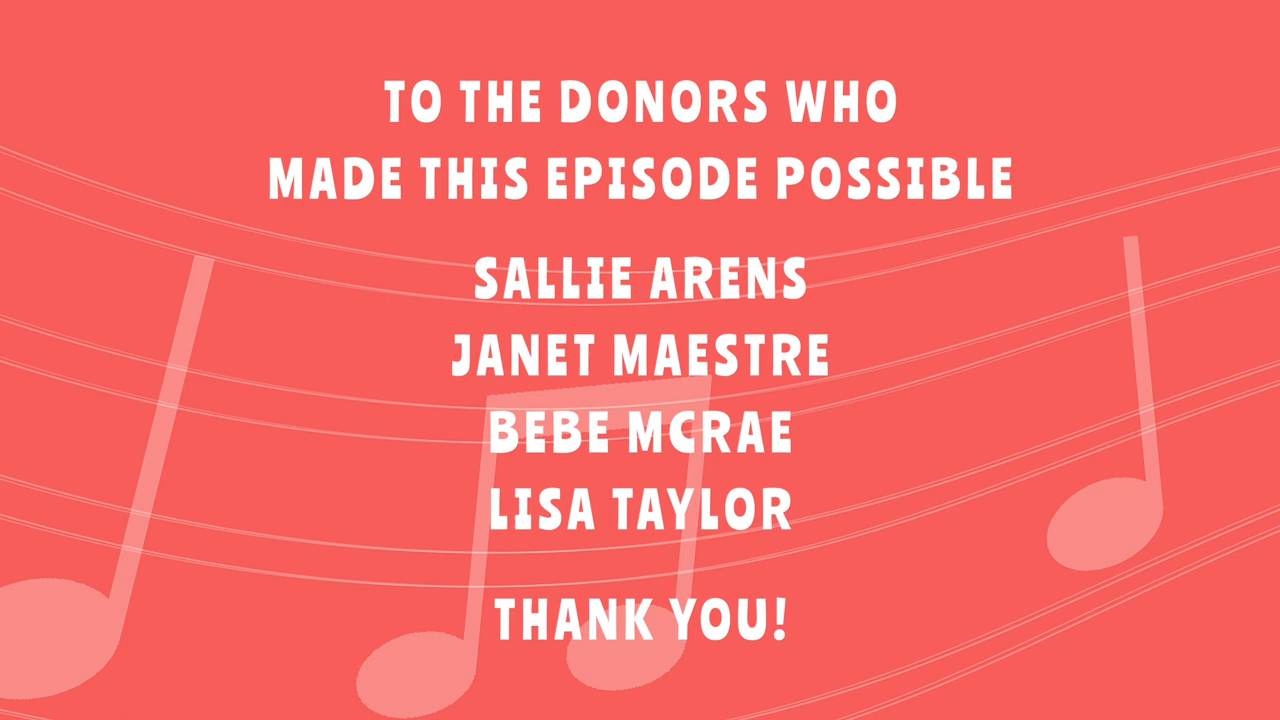 TO THE DONORS WHO
MADE THIS EPISODE POSSIBLE
SALLIE ARENS
JANET MAESTRE
BEBE MCRAE
LISA TAYLOR
THANK YOU!